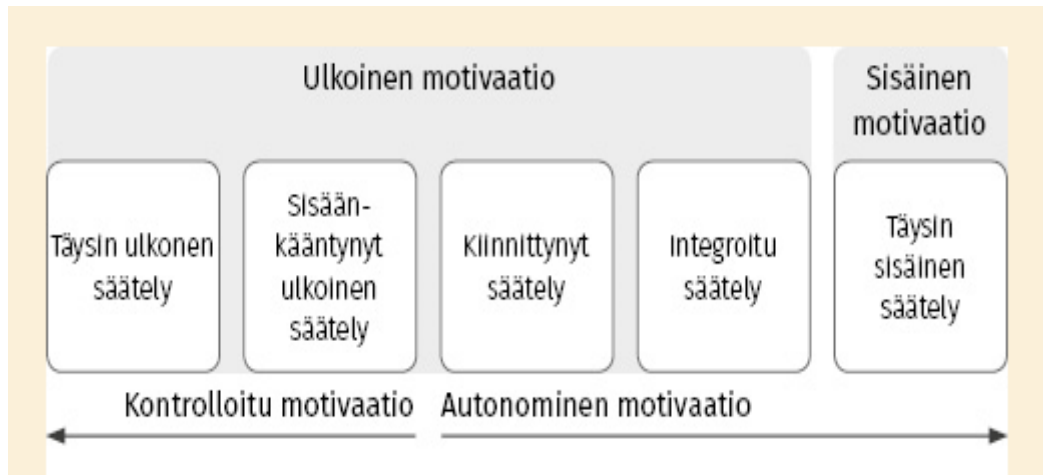 Ulkoinen motivaatio
Sisäinen
motivaatio
Täysin ulkonen
säätely
Sisään-
kääntynyt
ulkoinen
säätely
Kiinnittynyt
säätely
Integroitu
säätely
Täysin
sisäinen
säätely
Kontrolloitu motivaatio
Autonominen motivaatio